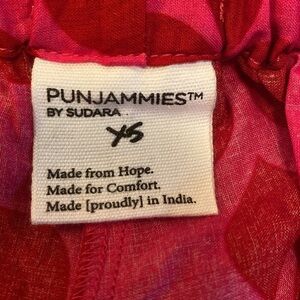 PUNJAMMIES™
BY SUDARA
XS
Made from Hope.
Made for Comfort.
Made [proudly] in India.